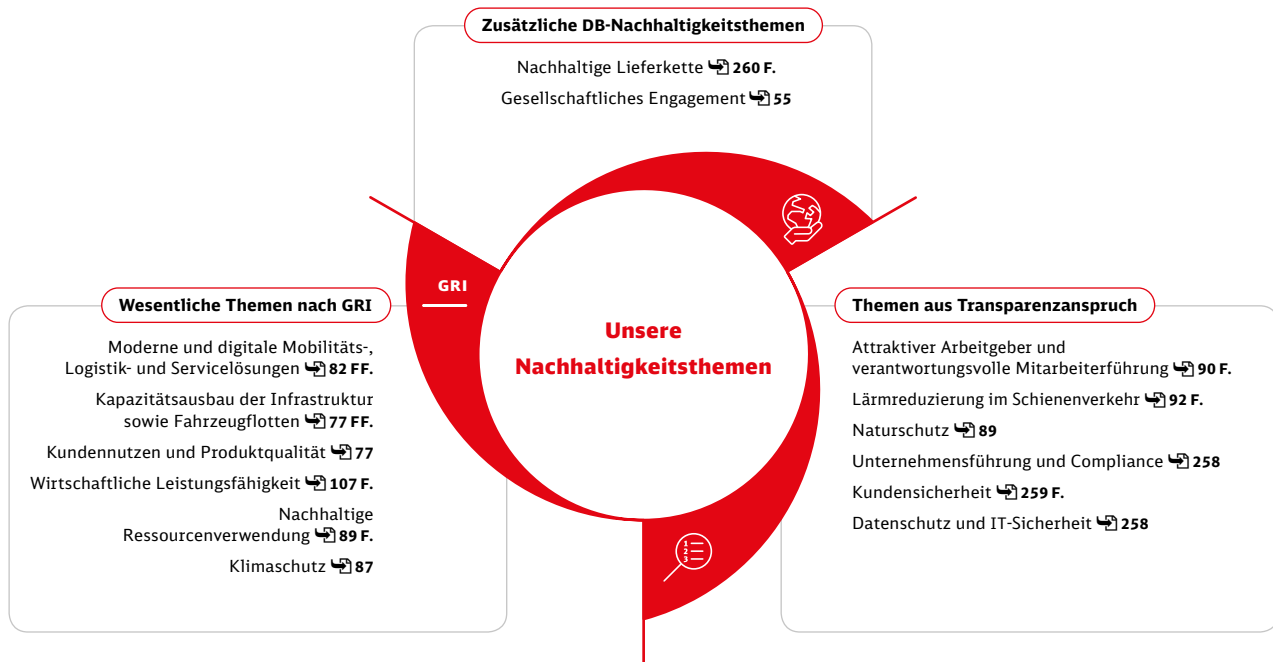 Zusätzliche DB-Nachhaltigkeitsthemen
Nachhaltige Lieferkette 260 F.
Gesellschaftliches Engagement 55
GRI
Wesentliche Themen nach GRI
Moderne und digitale Mobilitäts-,
Logistik- und Servicelösungen 82 FF.
Kapazitätsausbau der Infrastruktur
sowie Fahrzeugflotten 77 FF.
Kundennutzen und Produktqualität 77
Wirtschaftliche Leistungsfähigkeit 107 F.
Nachhaltige
Ressourcenverwendung 89 F.
Klimaschutz 87
Unsere
Nachhaltigkeitsthemen
Themen aus Transparenzanspruch
Attraktiver Arbeitgeber und
verantwortungsvolle Mitarbeiterführung 90 F.
Lärmreduzierung im Schienenverkehr 92 F.
Naturschutz 89
Unternehmensführung und Compliance 258
Kundensicherheit 259 F.
Datenschutz und IT-Sicherheit 258
1
2
3